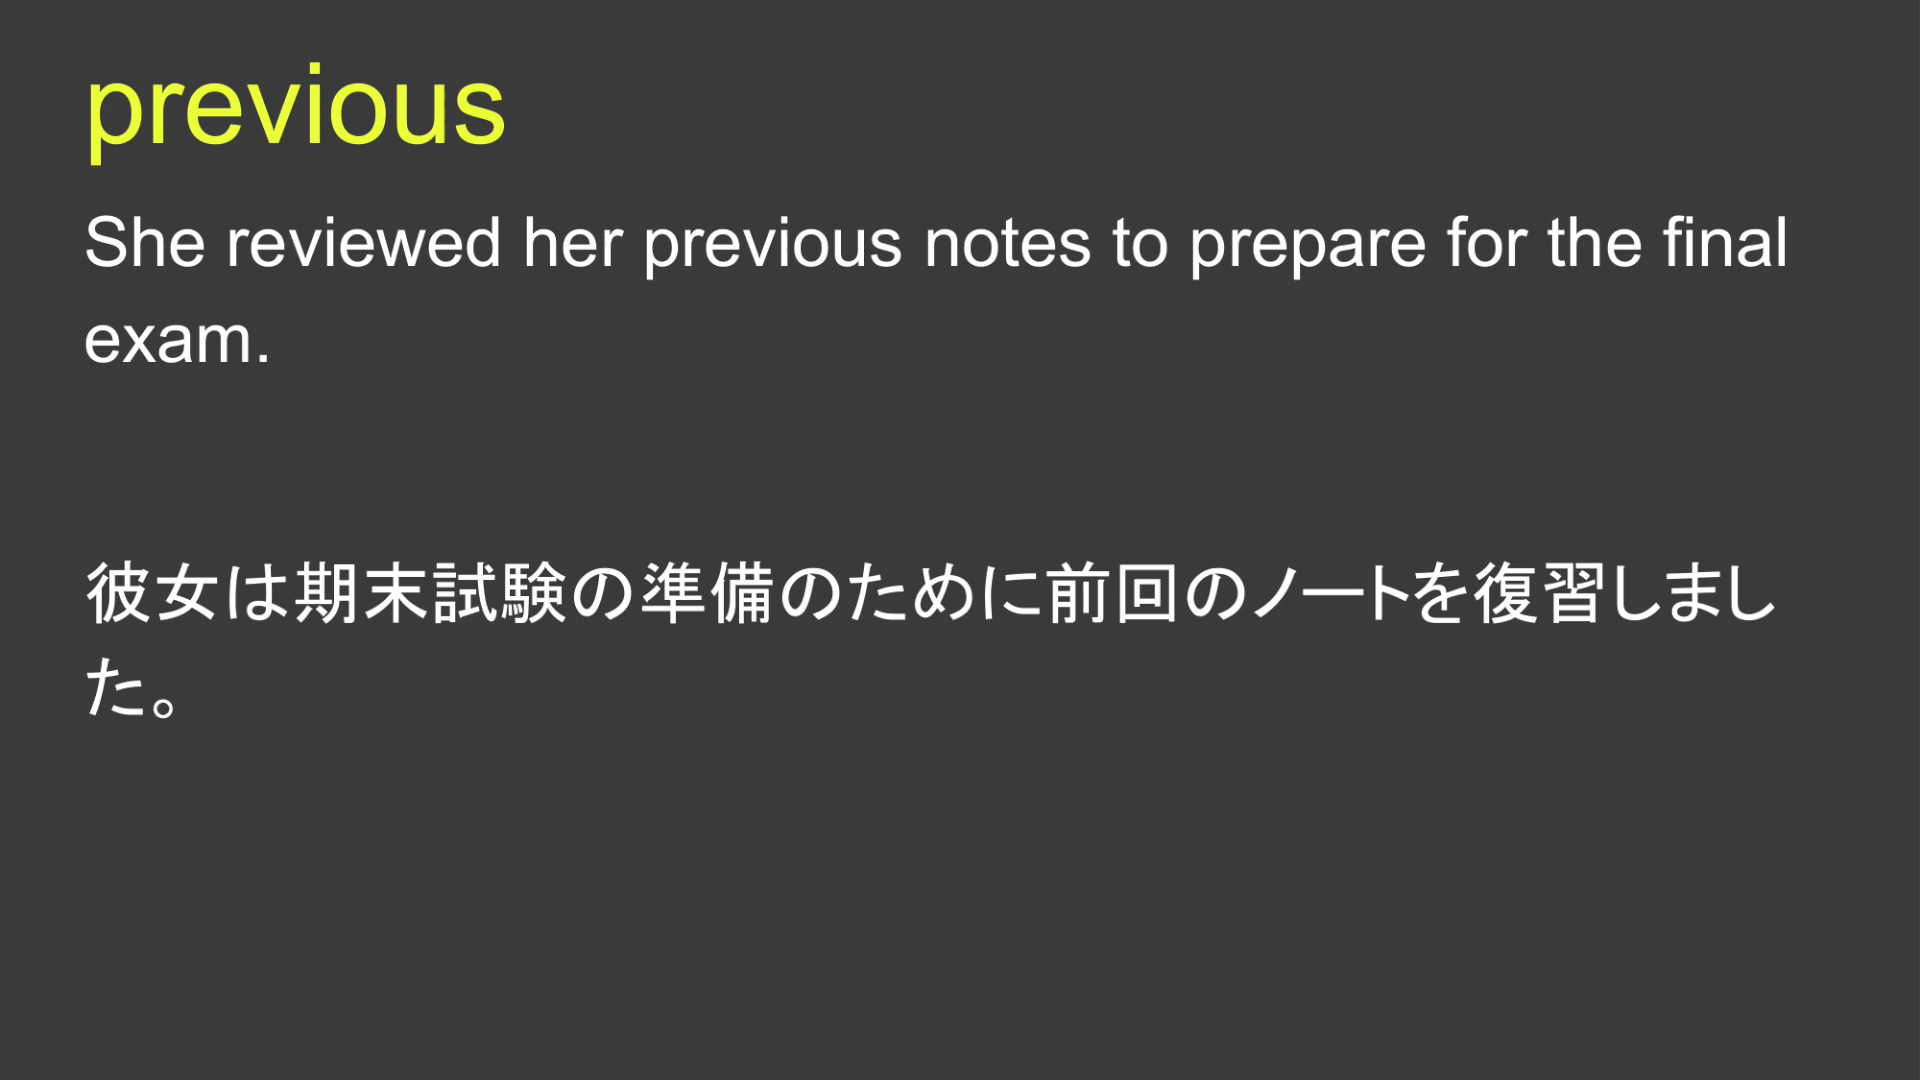 previous
She reviewed her previous notes to prepare for the final
exam.
彼女は期末試験の準備のために前回のノートを復習しまし
た。